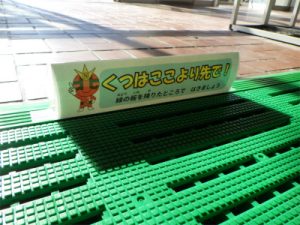 くつはここより先で！
緑の板を降りたところで はきましょう